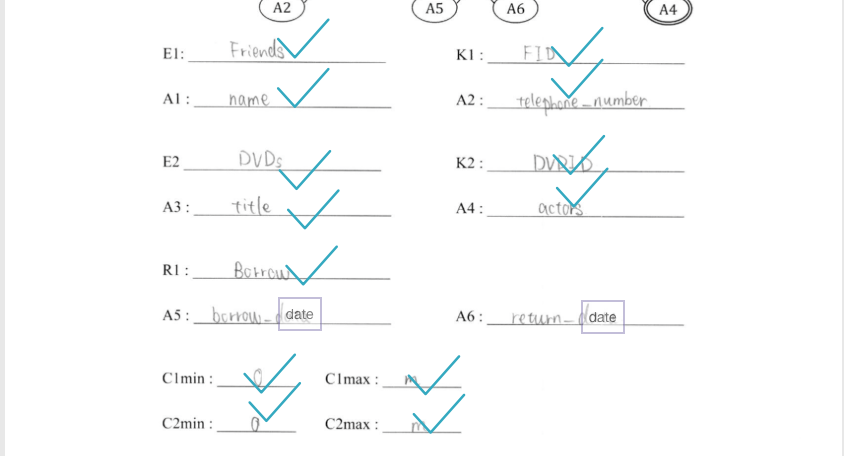 A2 A5 A6 A4
E1: Friends K1 : FID
A1 : name A2 : telephone_number
E2 DVDs K2 : DVDID
A3 : title A4 : actors
R1 : Borrow
A5 : borrow_date A6 : return_date
C1min : 0 C1max : m
C2min : 0 C2max : n